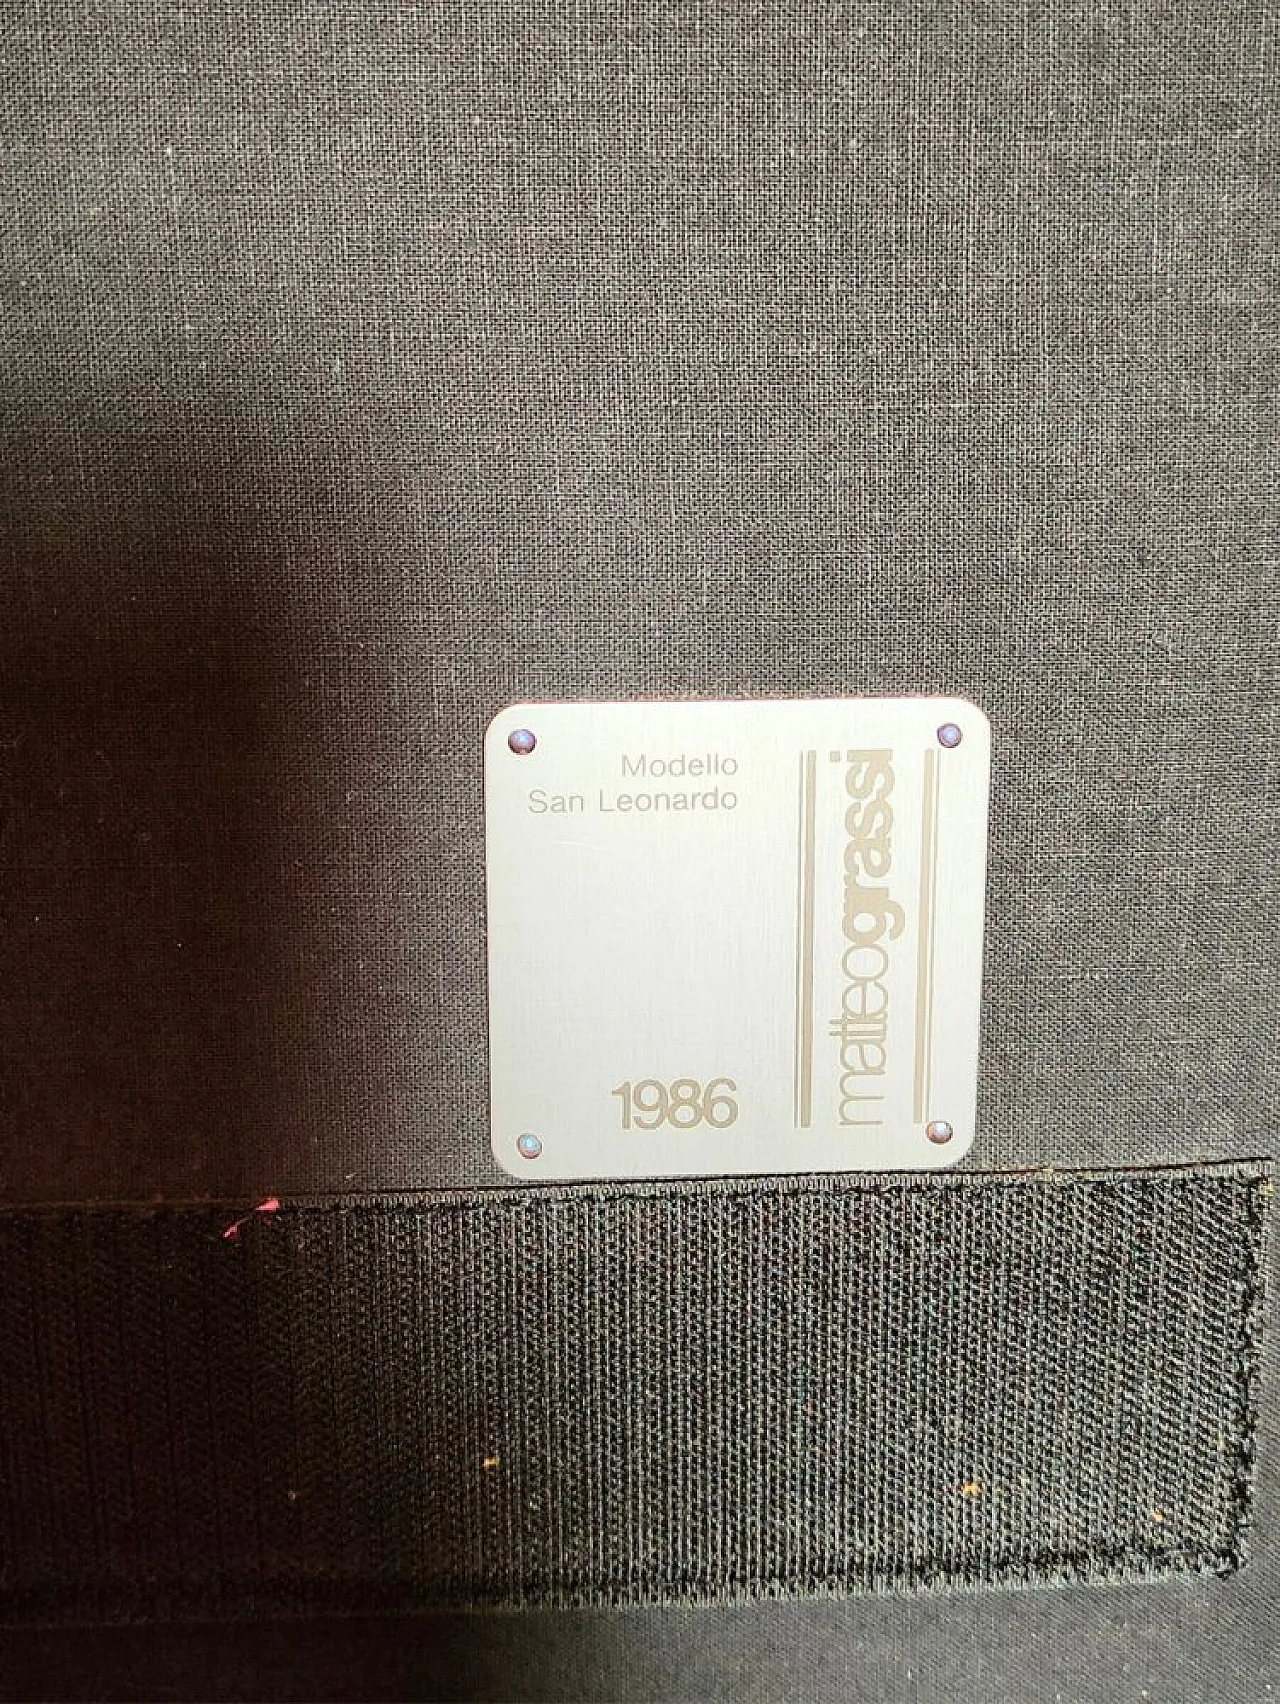 Modello
San Leonardo
1986
matteograssi